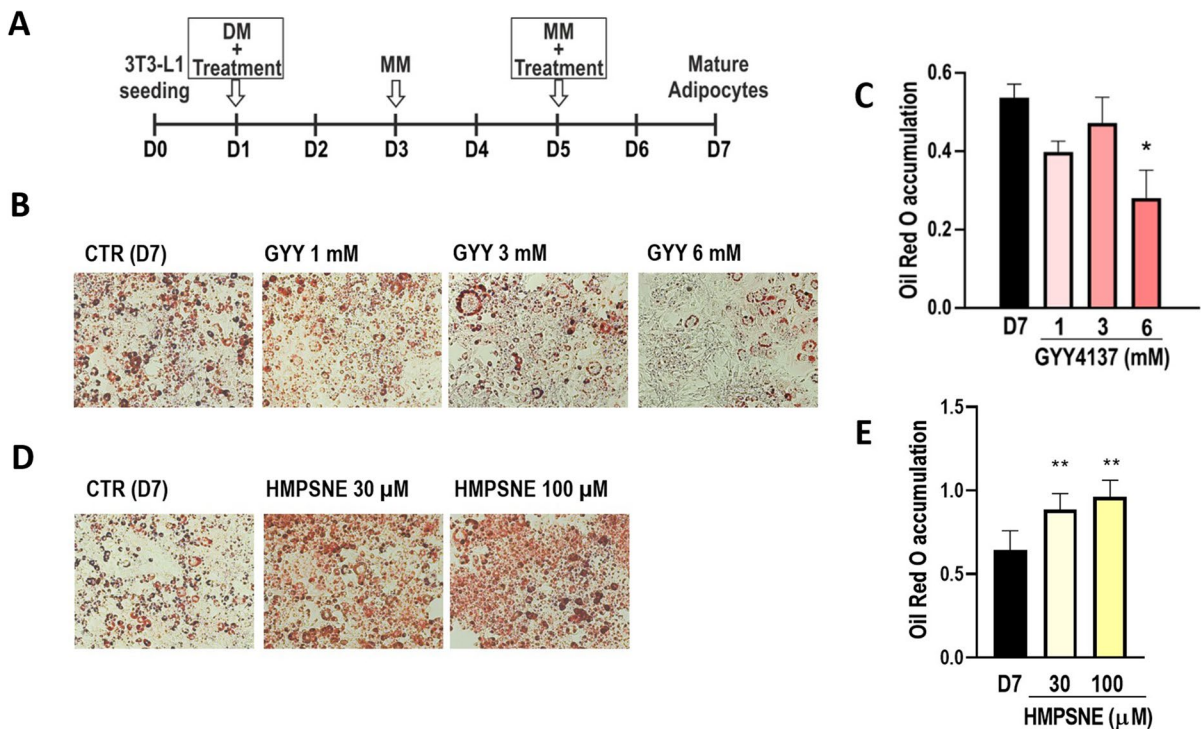 A
3T3-L1
seeding
DM
+
Treatment
MM
MM
+
Treatment
Mature
Adipocytes
D0 D1 D2 D3 D4 D5 D6 D7
B
CTR (D7) GYY 1 mM GYY 3 mM GYY 6 mM
C
Oil Red O accumulation
0.6
0.4
0.2
0.0
*
D7 1 3 6
GYY4137 (mM)
D
CTR (D7) HMPSNE 30 µM HMPSNE 100 µM
E
Oil Red O accumulation
1.5
1.0
0.5
0.0
** **
D7 30 100
HMPSNE (µM)